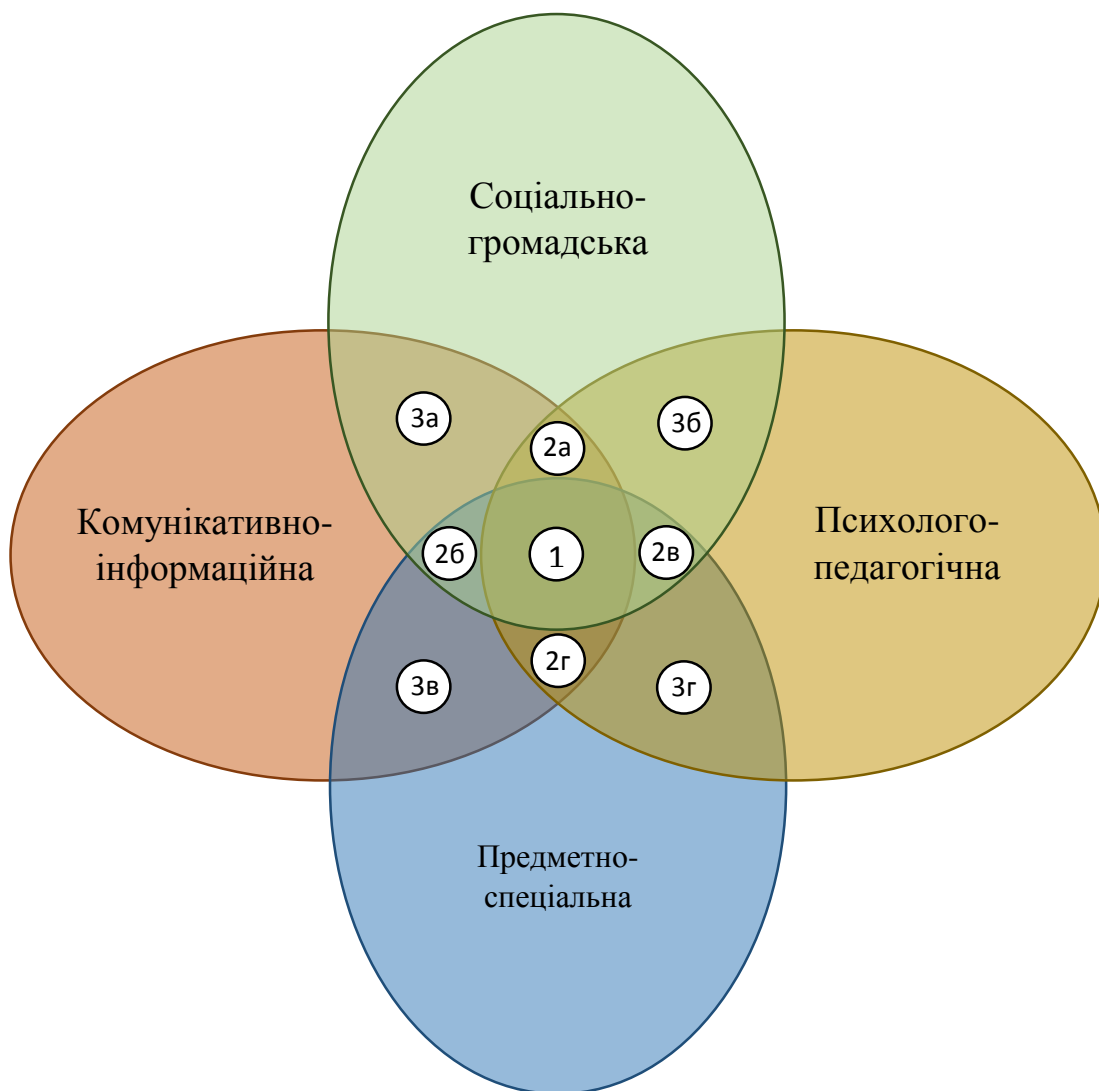 Соціально-
громадська
3а
3б
2а
Комунікативно-
інформаційна
Психолого-
педагогічна
2б
1
2в
2г
3в
3г
Предметно-
спеціальна